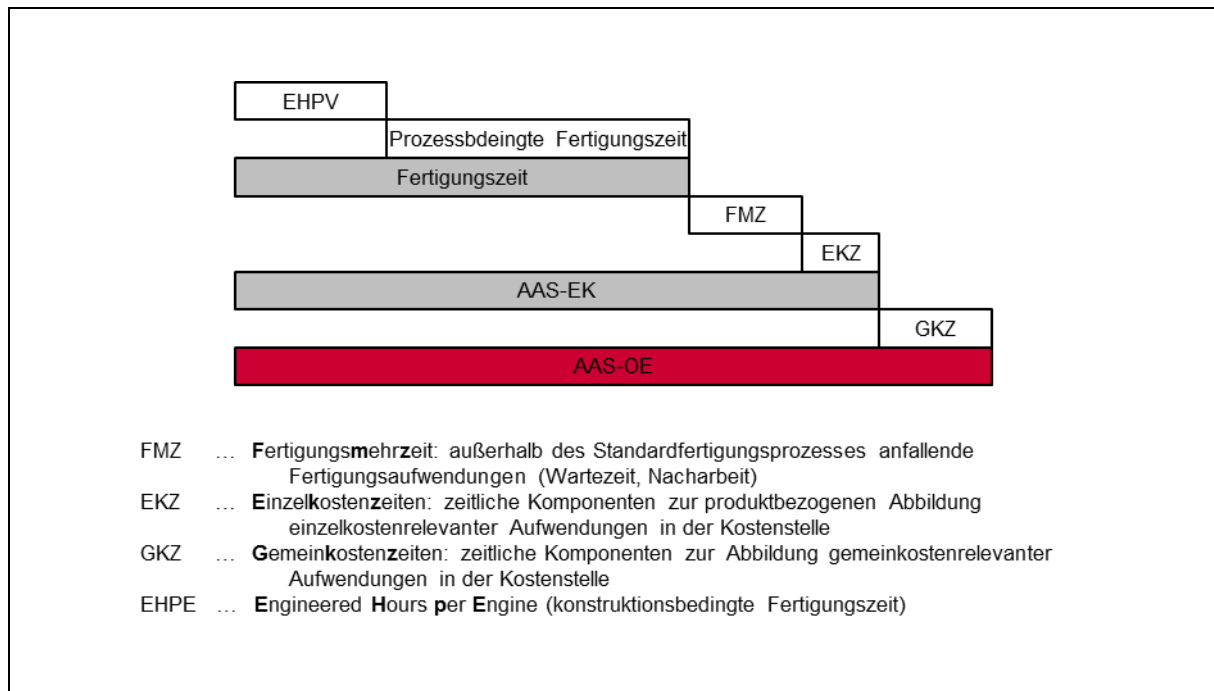 EHPV
Prozessbdeingte Fertigungszeit
Fertigungszeit
FMZ
EKZ
AAS-EK
GKZ
AAS-OE
FMZ … Fertigungsmehrzeit: außerhalb des Standardfertigungsprozesses anfallende
Fertigungsaufwendungen (Wartezeit, Nacharbeit)
EKZ … Einzelkostenzeiten: zeitliche Komponenten zur produktbezogenen Abbildung
einzelkostenrelevanter Aufwendungen in der Kostenstelle
GKZ … Gemeinkostenzeiten: zeitliche Komponenten zur Abbildung gemeinkostenrelevanter
Aufwendungen in der Kostenstelle
EHPE … Engineered Hours per Engine (konstruktionsbedingte Fertigungszeit)